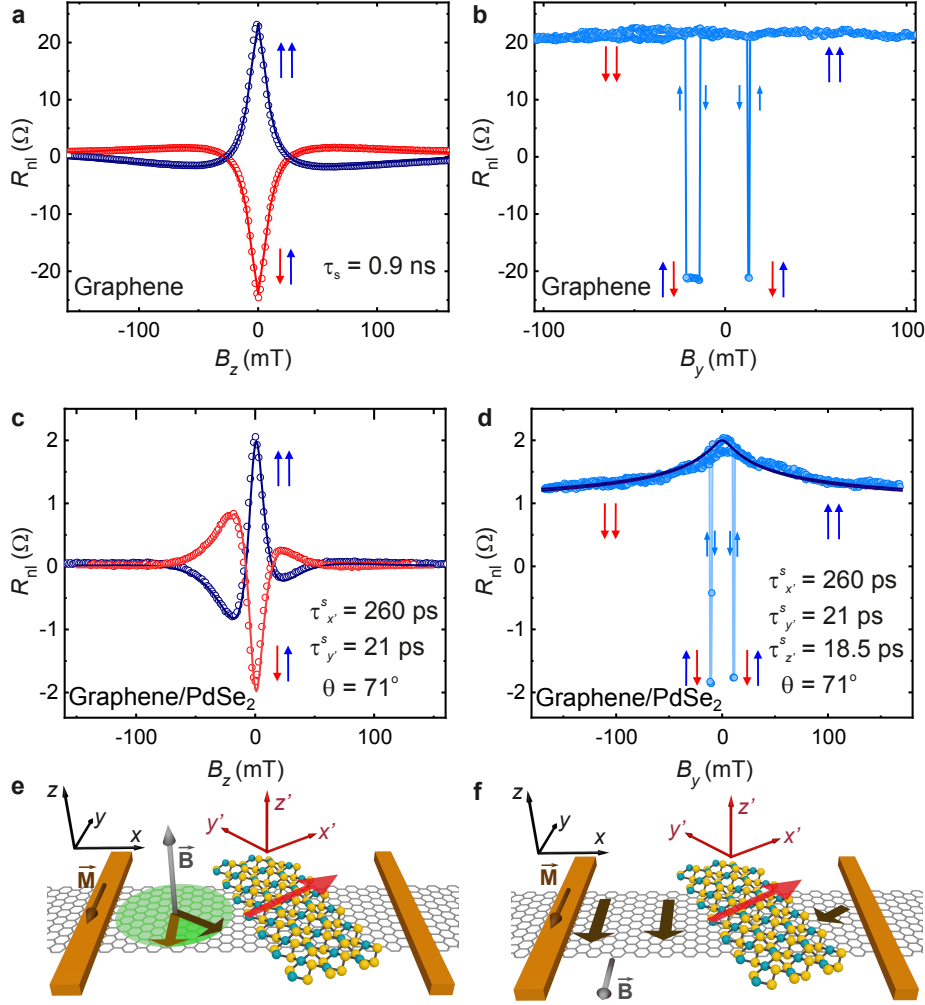 a
20
10
0
-10
-20
R_nl (Ω)
τ_s = 0.9 ns
Graphene
-100 0 100
B_z (mT)
b
20
10
0
-10
-20
R_nl (Ω)
Graphene
-100 0 100
B_y (mT)
c
2
1
0
-1
-2
R_nl (Ω)
τ^s_x' = 260 ps
τ^s_y' = 21 ps
θ = 71°
Graphene/PdSe₂
-100 0 100
B_z (mT)
d
2
1
0
-1
-2
R_nl (Ω)
τ^s_x' = 260 ps
τ^s_y' = 21 ps
τ^s_z' = 18.5 ps
θ = 71°
Graphene/PdSe₂
-100 0 100
B_y (mT)
e
z
y
x
M⃗
B⃗
z'
y'
x'
f
z
y
x
M⃗
B⃗
z'
y'
x'